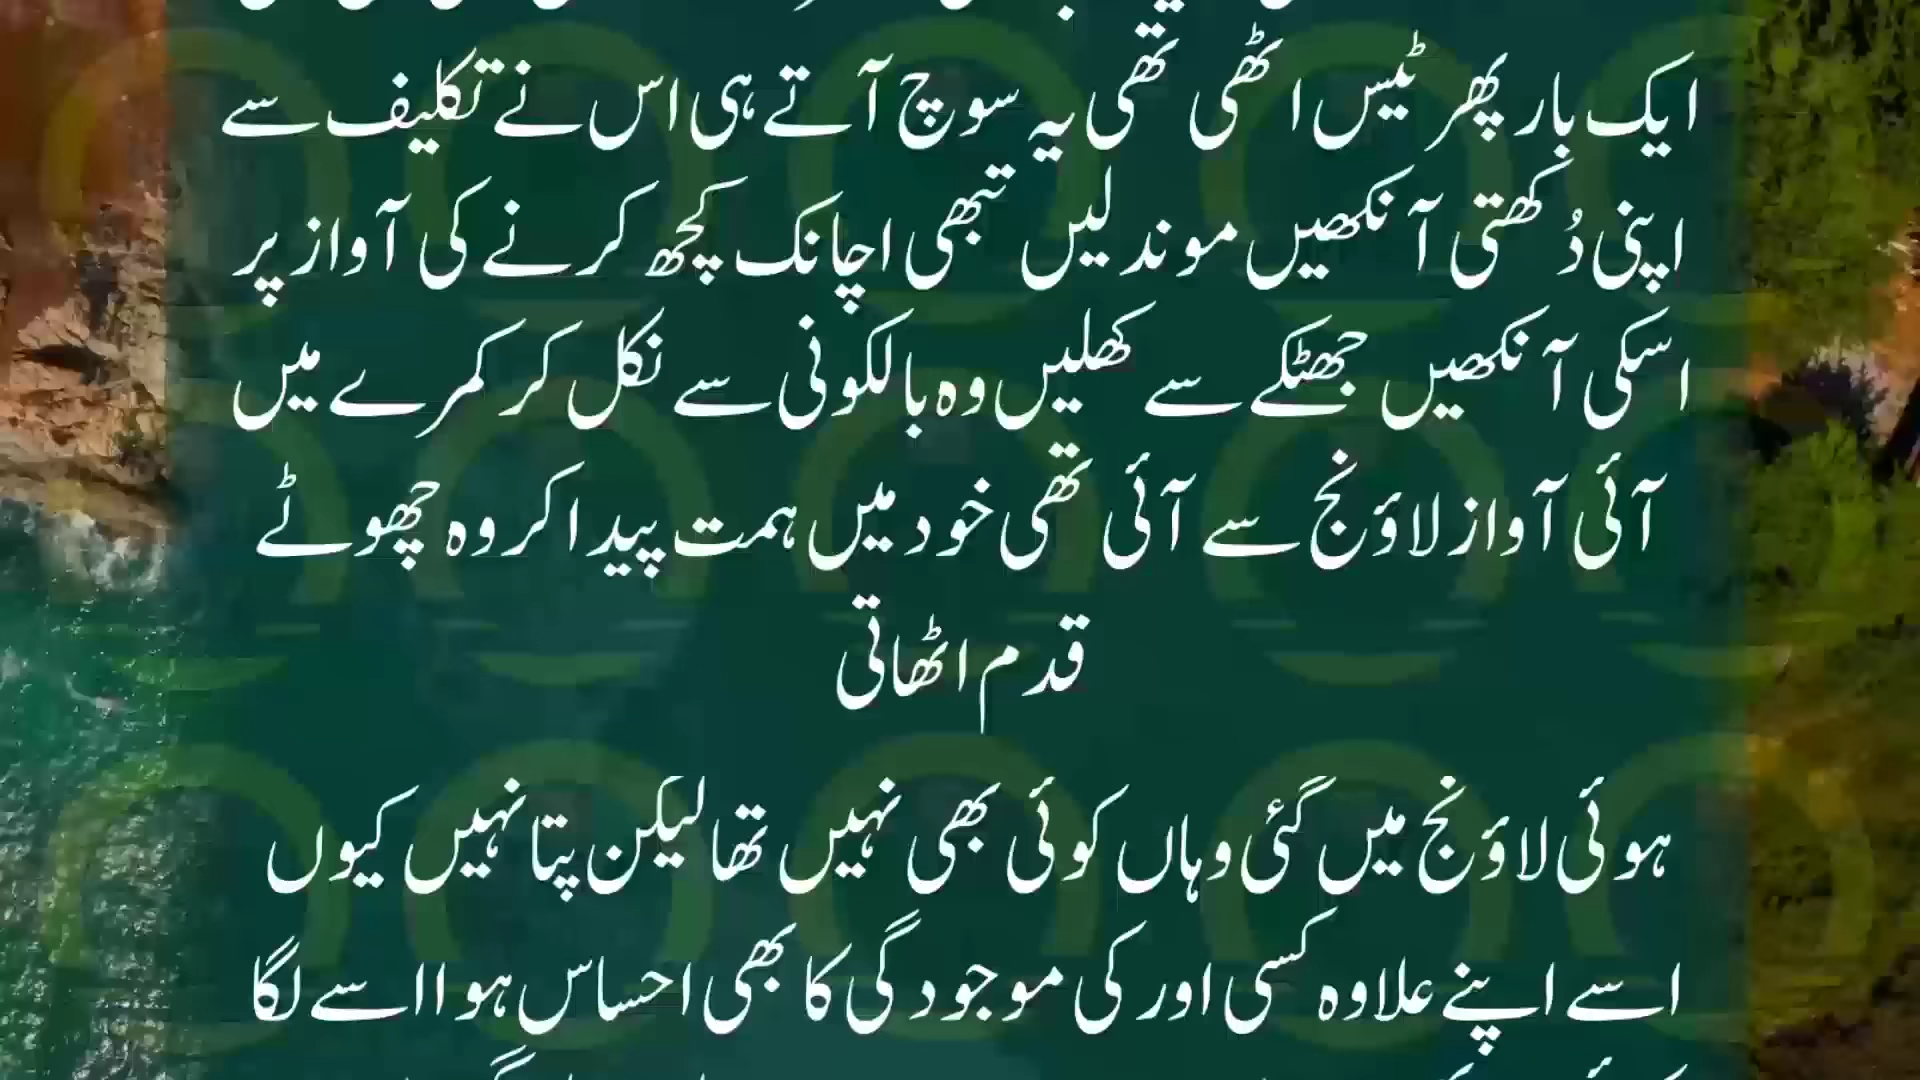 ایک بار پھر ٹیس اٹھی تھی یہ سوچ آتے ہی اس نے تکلیف سے
اپنی دُکھتی آنکھیں موند لیں تبھی اچانک کچھ کرنے کی آواز پر
اسکی آنکھیں جھٹکے سے کھلیں وہ بالکونی سے نکل کر کمرے میں
آئی آواز لاؤنج سے آئی تھی خود میں ہمت پیدا کر وہ چھوٹے
قدم اٹھاتی
ہوئی لاؤنج میں گئی وہاں کوئی بھی نہیں تھا لیکن پتا نہیں کیوں
اسے اپنے علاوہ کسی اور کی موجودگی کا بھی احساس ہوا اسے لگا